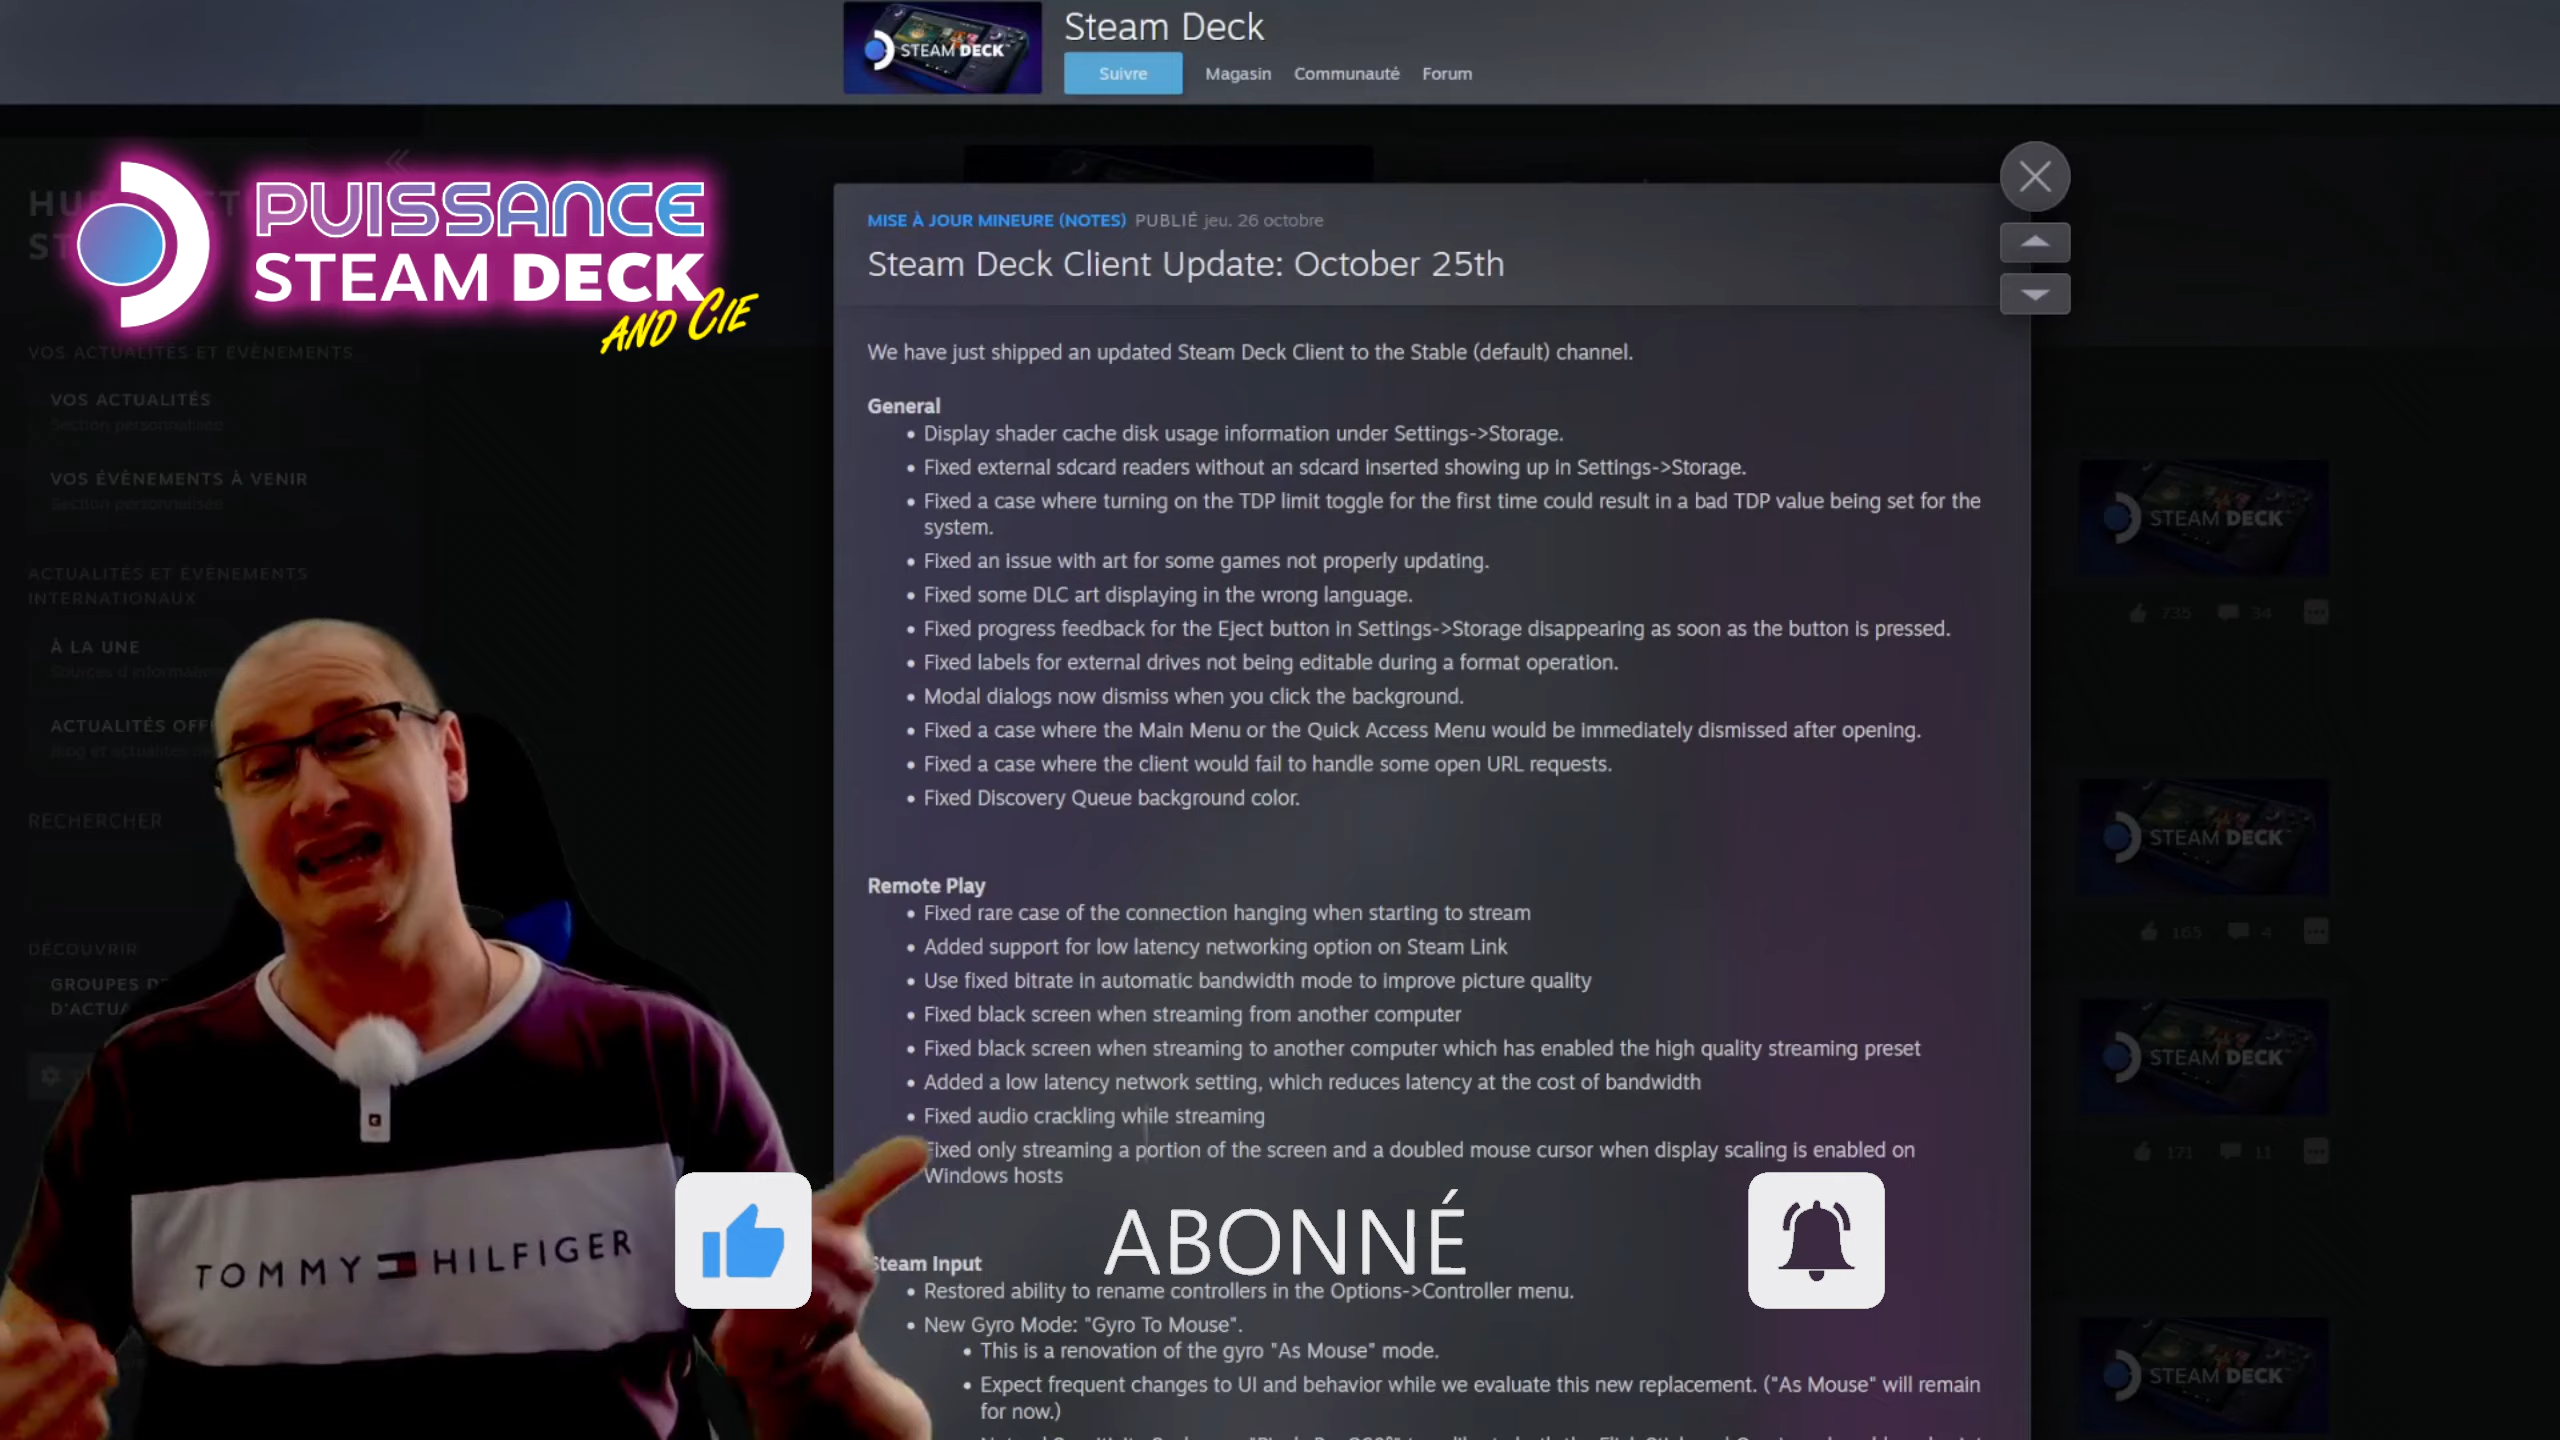 STEAM DECK
Steam Deck
Suivre Magasin Communauté Forum
PUISSANCE
STEAM DECK
AND CIE
MISE À JOUR MINEURE (NOTES) PUBLIÉ jeu. 26 octobre
Steam Deck Client Update: October 25th
We have just shipped an updated Steam Deck Client to the Stable (default) channel.
General
• Display shader cache disk usage information under Settings->Storage.
• Fixed external sdcard readers without an sdcard inserted showing up in Settings->Storage.
• Fixed a case where turning on the TDP limit toggle for the first time could result in a bad TDP value being set for the
system.
• Fixed an issue with art for some games not properly updating.
• Fixed some DLC art displaying in the wrong language.
• Fixed progress feedback for the Eject button in Settings->Storage disappearing as soon as the button is pressed.
• Fixed labels for external drives not being editable during a format operation.
• Modal dialogs now dismiss when you click the background.
• Fixed a case where the Main Menu or the Quick Access Menu would be immediately dismissed after opening.
• Fixed a case where the client would fail to handle some open URL requests.
• Fixed Discovery Queue background color.
Remote Play
• Fixed rare case of the connection hanging when starting to stream
• Added support for low latency networking option on Steam Link
• Use fixed bitrate in automatic bandwidth mode to improve picture quality
• Fixed black screen when streaming from another computer
• Fixed black screen when streaming to another computer which has enabled the high quality streaming preset
• Added a low latency network setting, which reduces latency at the cost of bandwidth
• Fixed audio crackling while streaming
Fixed only streaming a portion of the screen and a doubled mouse cursor when display scaling is enabled on
Windows hosts
ABONNÉ
Steam Input
• Restored ability to rename controllers in the Options->Controller menu.
• New Gyro Mode: "Gyro To Mouse".
• This is a renovation of the gyro "As Mouse" mode.
• Expect frequent changes to UI and behavior while we evaluate this new replacement. ("As Mouse" will remain
for now.)
VOS ACTUALITÉS ET ÉVÈNEMENTS
VOS ACTUALITÉS
Section personnalisée
VOS ÉVÈNEMENTS À VENIR
Section personnalisée
ACTUALITÉS ET ÉVÈNEMENTS
INTERNATIONAUX
À LA UNE
ACTUALITÉS
RECHERCHER
DÉCOUVRIR
GROUPES
TOMMY HILFIGER
STEAM DECK
735 34
STEAM DECK
165 4
STEAM DECK
171 11
STEAM DECK